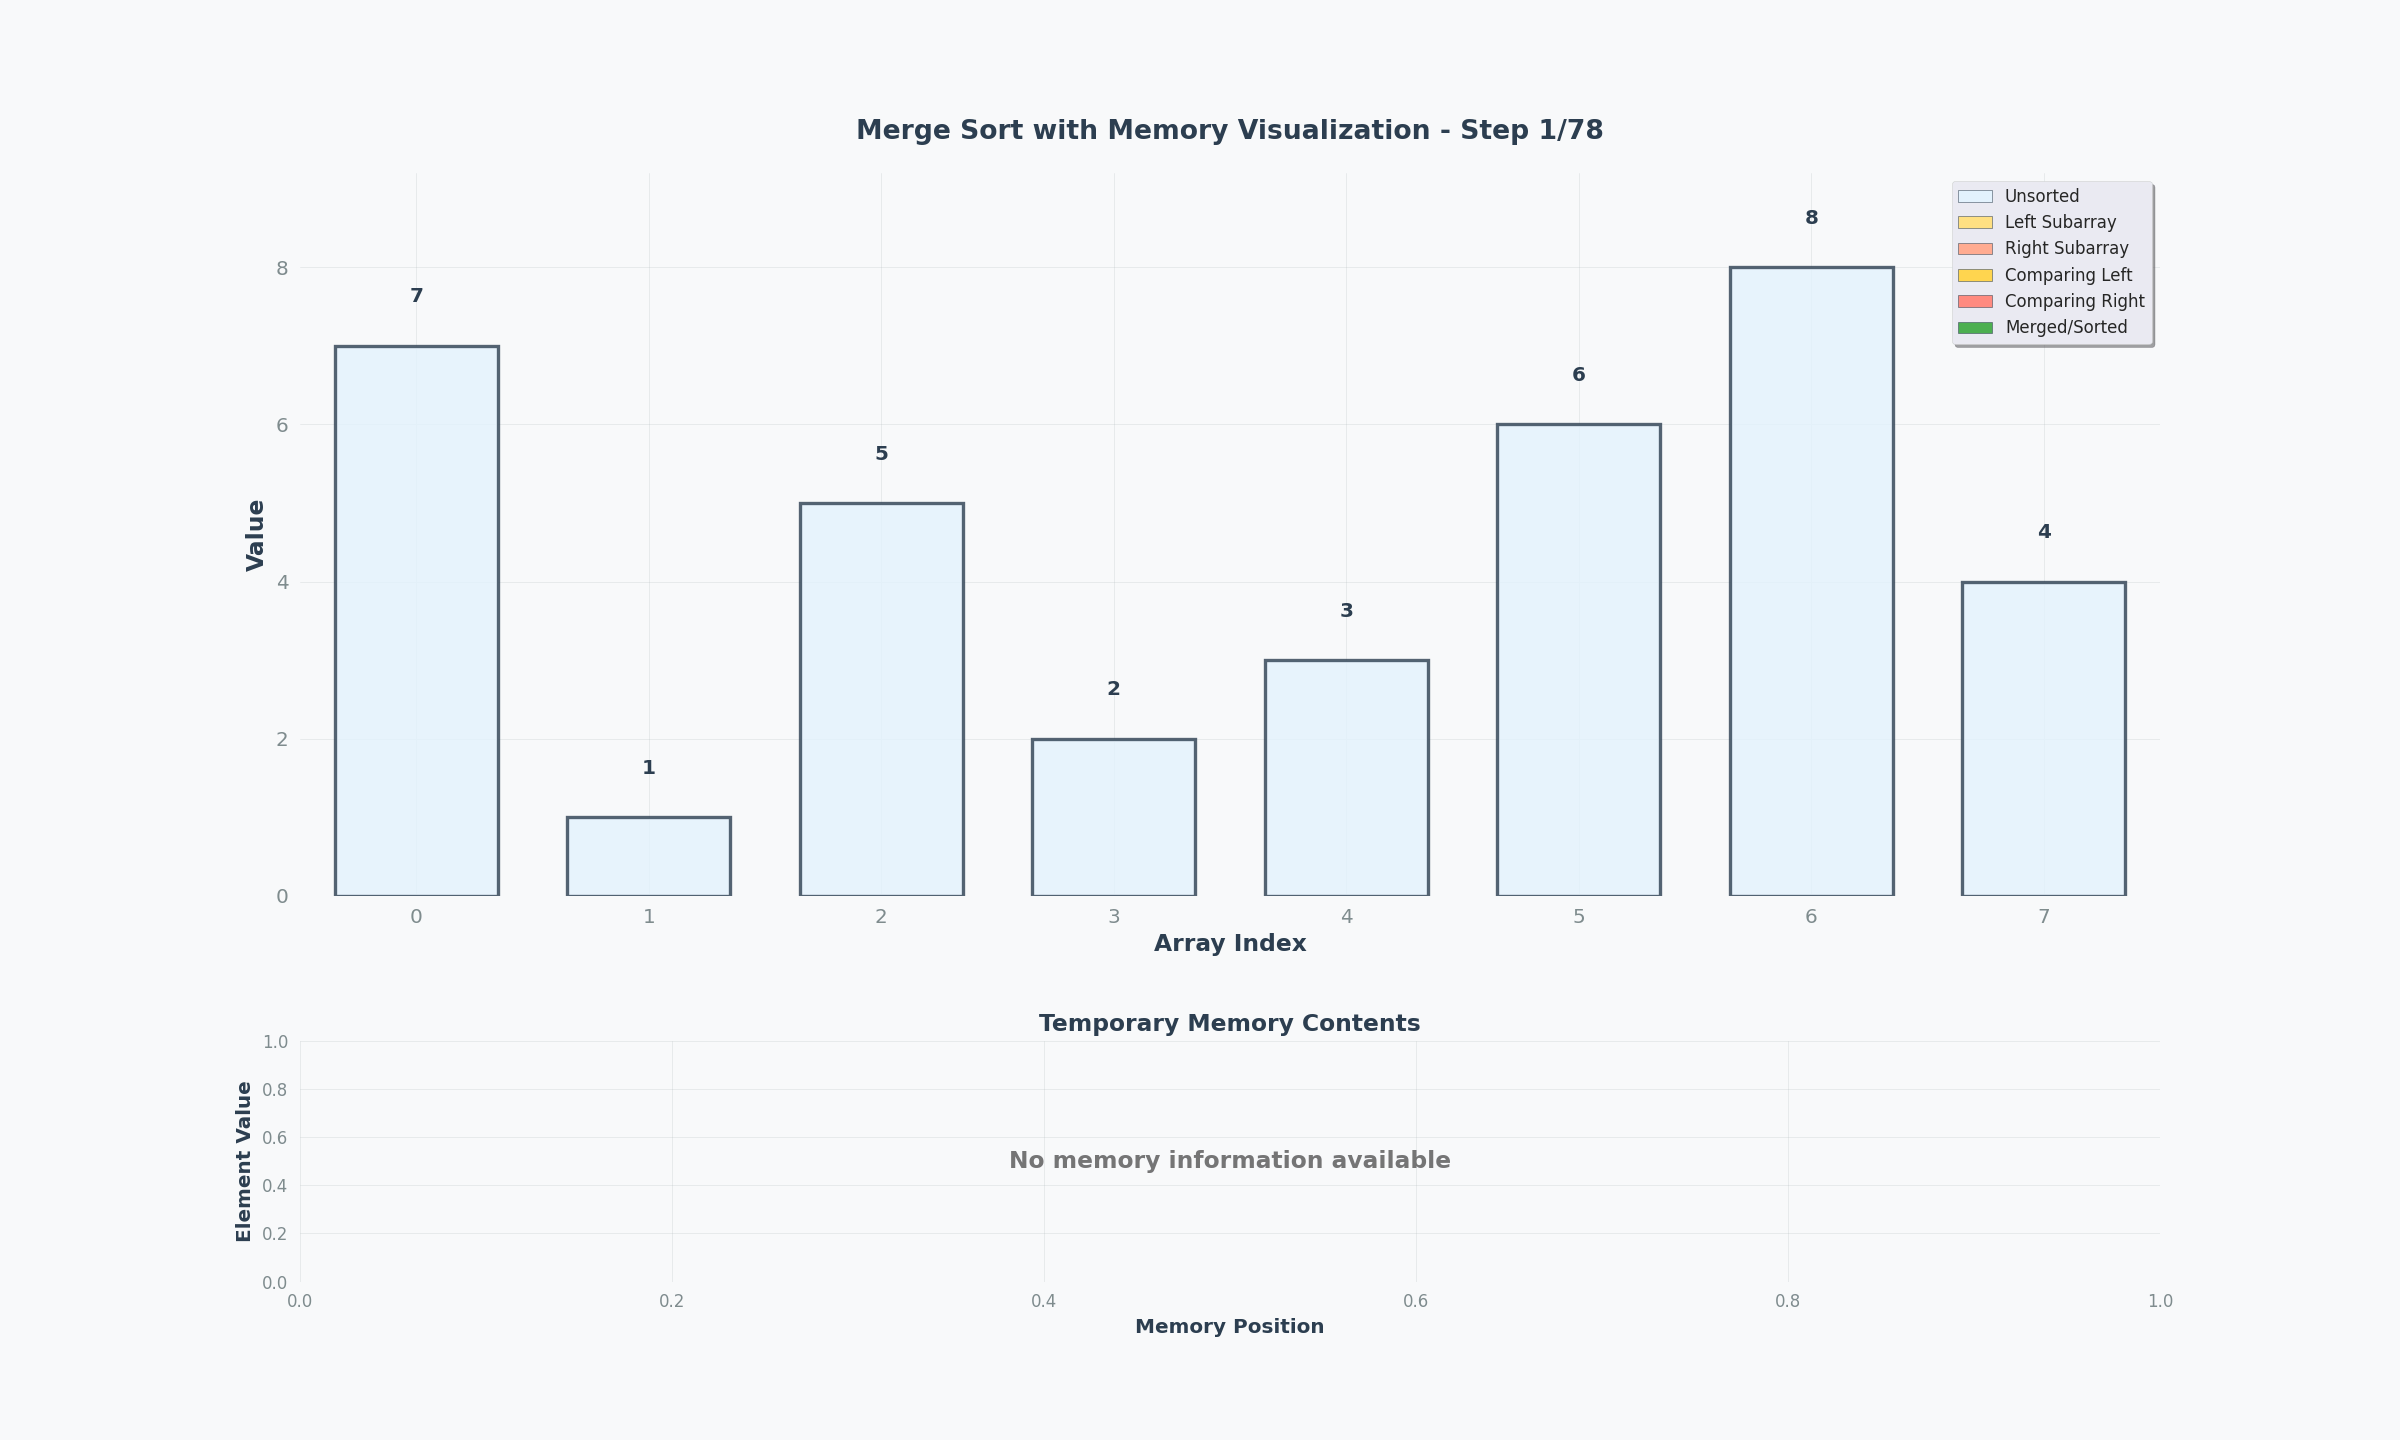 Merge Sort with Memory Visualization - Step 1/78
Unsorted
Left Subarray
Right Subarray
Comparing Left
Comparing Right
Merged/Sorted
Value
8
6
4
2
0
7
1
5
2
3
6
8
4
0 1 2 3 4 5 6 7
Array Index
Temporary Memory Contents
Element Value
1.0
0.8
0.6
0.4
0.2
0.0
No memory information available
0.0 0.2 0.4 0.6 0.8 1.0
Memory Position